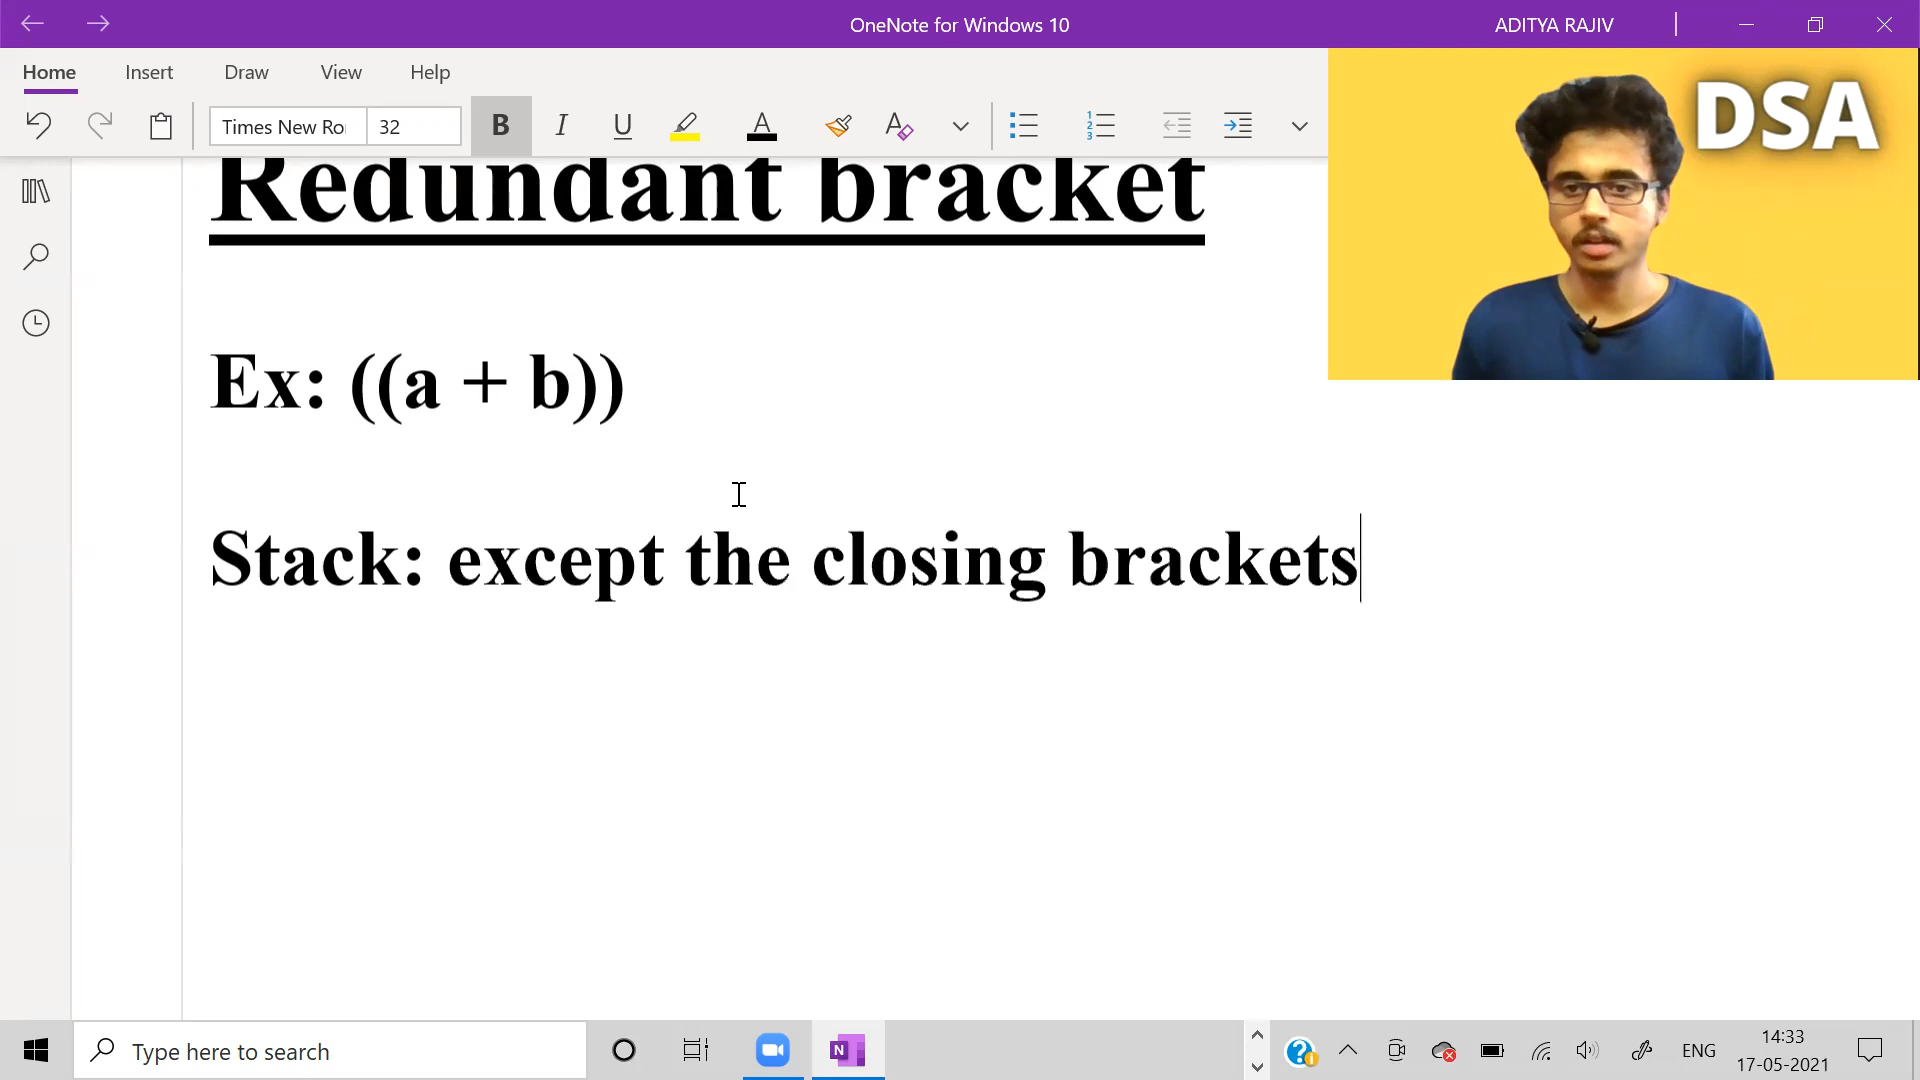 OneNote for Windows 10 ADITYA RAJIV
Home Insert Draw View Help
Times New Ro 32 B I U A A
DSA
Redundant bracket
Ex: ((a + b))
Stack: except the closing brackets
Type here to search
N
ENG
14:33
17-05-2021